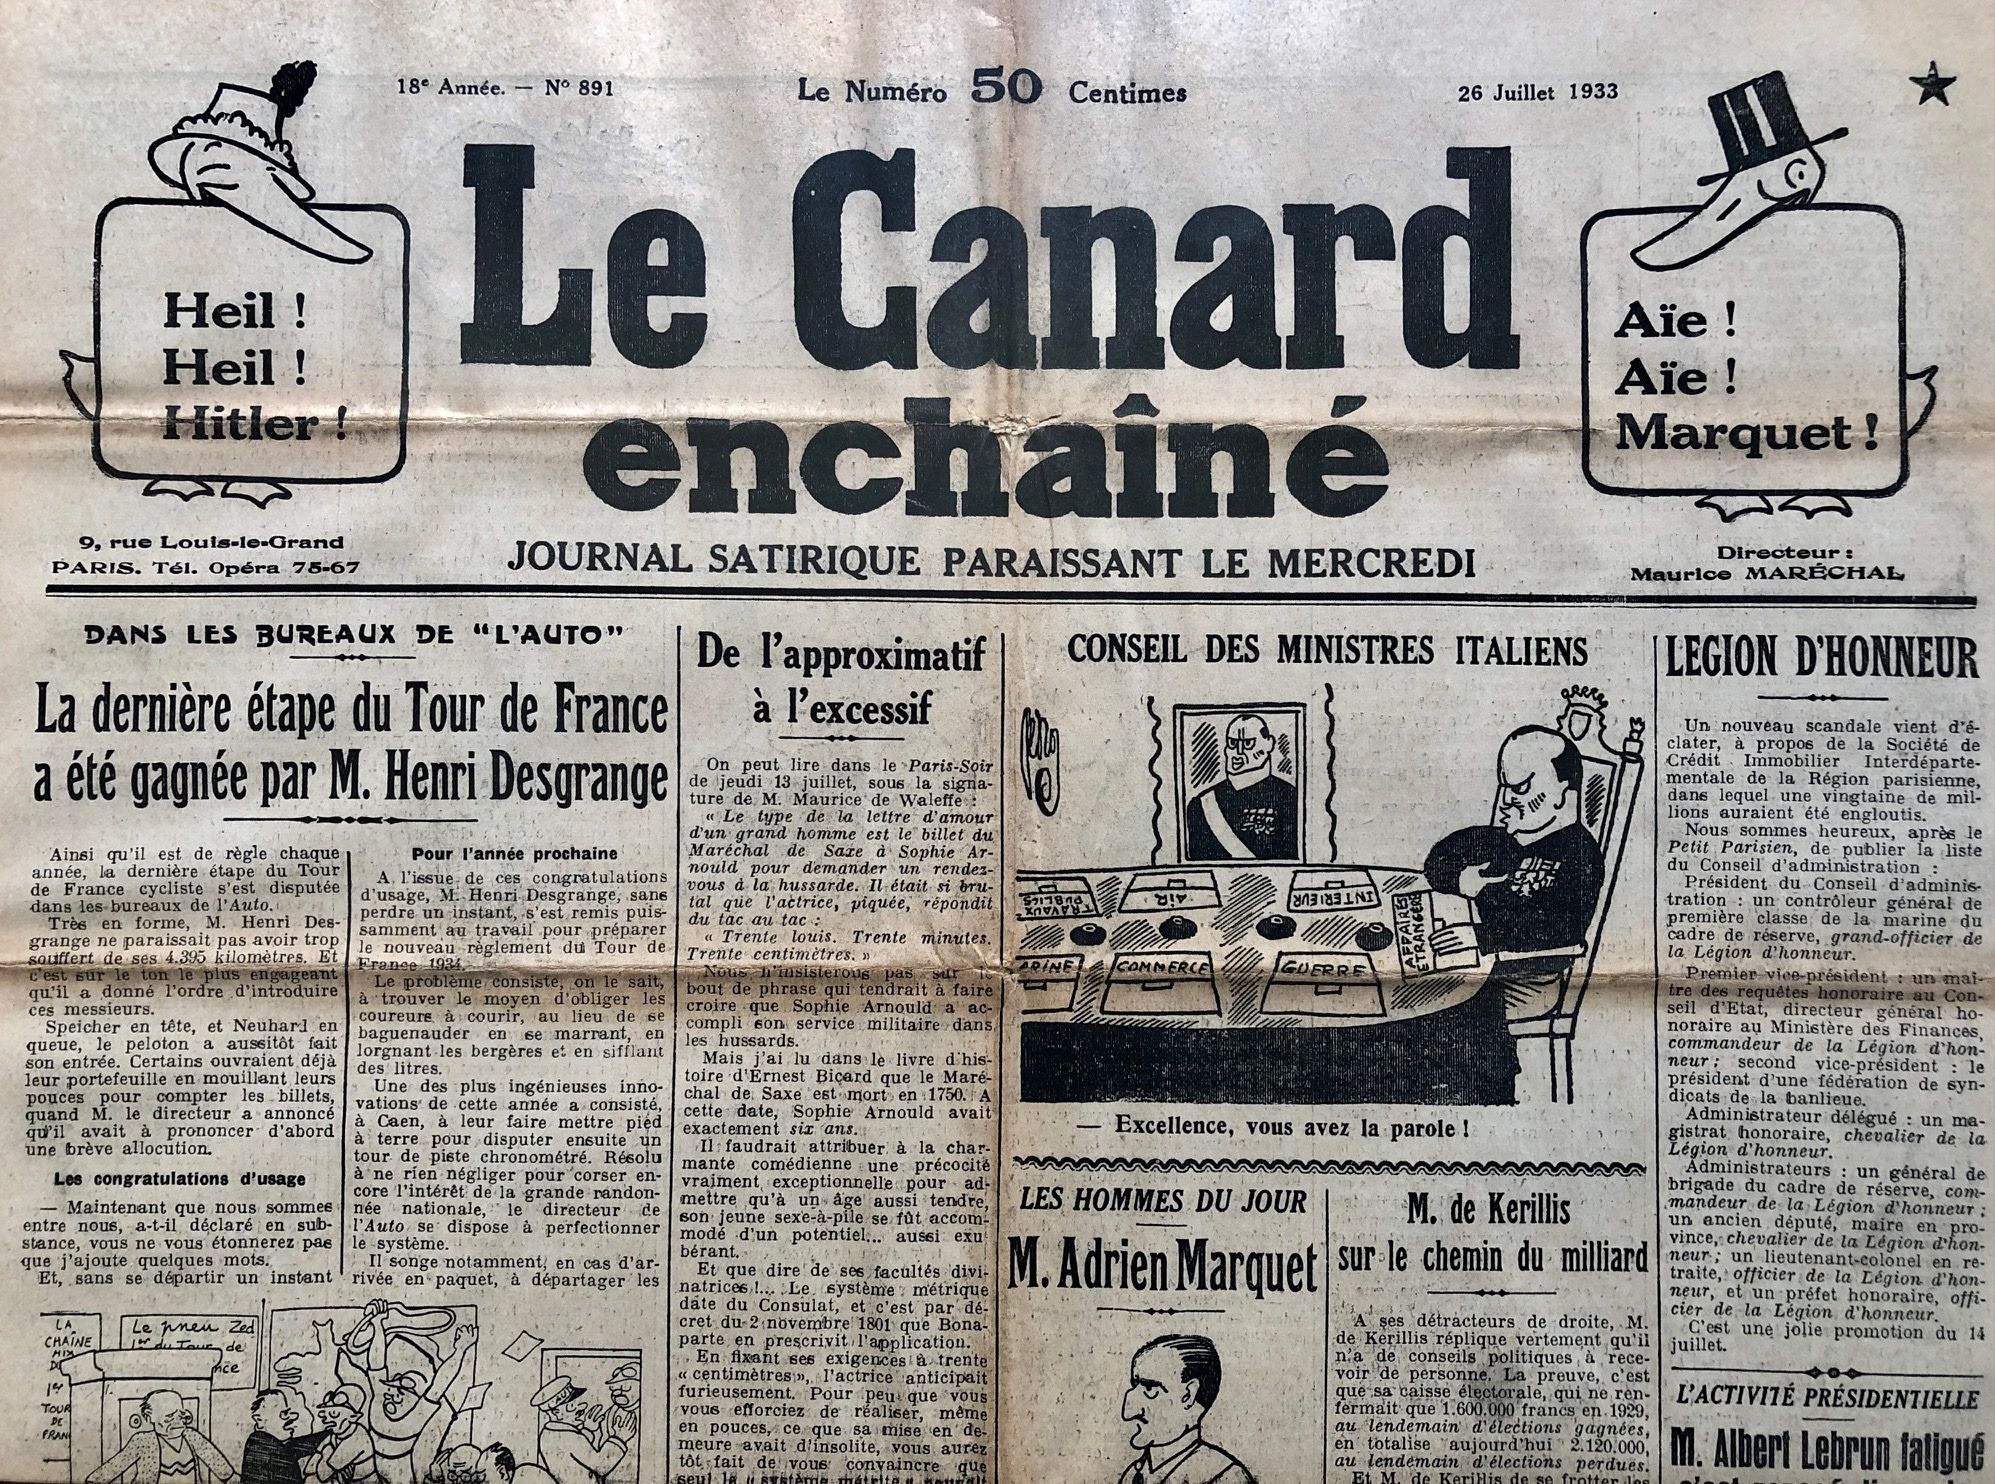 18e Année. — N° 891
Le Numéro 50 Centimes
26 Juillet 1933
Heil !
Heil !
Hitler !
Le Canard
enchaîné
Aïe !
Aïe !
Marquet !
9, rue Louis-le-Grand
PARIS. Tél. Opéra 75-67
JOURNAL SATIRIQUE PARAISSANT LE MERCREDI
Directeur :
Maurice MARÉCHAL
DANS LES BUREAUX DE "L'AUTO"
La dernière étape du Tour de France
a été gagnée par M. Henri Desgrange
Ainsi qu'il est de règle chaque
année, la dernière étape du Tour
de France cycliste s'est disputée
dans les bureaux de l'Auto.
Très en forme, M. Henri Des-
grange ne paraissait pas avoir trop
souffert de ses 4.395 kilomètres. Et
c'est sur le ton le plus engageant
qu'il a donné l'ordre d'introduire
ces messieurs.
Speicher en tête, et Neuhard en
queue, le peloton a aussitôt fait
son entrée. Certains ouvraient déjà
leur portefeuille en mouillant leurs
pouces pour compter les billets,
quand M. le directeur a annoncé
qu'il avait à prononcer d'abord
une brève allocution.
Les congratulations d'usage
— Maintenant que nous sommes
entre nous, a-t-il déclaré en sub-
stance, vous ne vous étonnerez pas
que j'ajoute quelques mots.
Et, sans se départir un instant
Pour l'année prochaine
A l'issue de ces congratulations
d'usage, M. Henri Desgrange, sans
perdre un instant, s'est remis puis-
samment au travail pour préparer
le nouveau règlement du Tour de
France 1934.
Le problème consiste, on le sait,
à trouver le moyen d'obliger les
coureurs à courir, au lieu de se
baguenauder en se marrant, en
lorgnant les bergères et en sifflant
des litres.
Une des plus ingénieuses inno-
vations de cette année a consisté,
à Caen, à leur faire mettre pied
à terre pour disputer ensuite un
tour de piste chronométré. Résolu
à ne rien négliger pour corser en-
core l'intérêt de la grande randon-
née nationale, le directeur de
l'Auto se dispose à perfectionner
le système.
Il songe notamment, en cas d'ar-
rivée en paquet, à départager les
LA
CHAÎNE
MIX
1er
TOUR
DE
FRAN
Le pneu Zed
1er du Tour de
nce
De l'approximatif
à l'excessif
On peut lire dans le Paris-Soir
de jeudi 13 juillet, sous la signa-
ture de M. Maurice de Waleffe :
« Le type de la lettre d'amour
d'un grand homme est le billet du
Maréchal de Saxe à Sophie Ar-
nould pour demander un rendez-
vous à la hussarde. Il était si bru-
tal que l'actrice, piquée, répondit
du tac au tac :
« Trente louis. Trente minutes.
Trente centimètres. »
Nous n'insisterons pas sur le
bout de phrase qui tendrait à faire
croire que Sophie Arnould a ac-
compli son service militaire dans
les hussards.
Mais j'ai lu dans le livre d'his-
toire d'Ernest Bicard que le Maré-
chal de Saxe est mort en 1750. A
cette date, Sophie Arnould avait
exactement six ans.
Il faudrait attribuer à la char-
mante comédienne une précocité
vraiment exceptionnelle pour ad-
mettre qu'à un âge aussi tendre,
son jeune sexe-à-pile se fût accom-
modé d'un potentiel... aussi exu
bérant.
Et que dire de ses facultés divi-
natrices !... Le système métrique
date du Consulat, et c'est par dé-
cret du 2 novembre 1801 que Bona-
parte en prescrivit l'application.
En fixant ses exigences à trente
« centimètres », l'actrice anticipait
furieusement. Pour peu que vous
vous efforciez de réaliser, même
en pouces, ce que sa mise en de-
meure avait d'insolite, vous aurez
tôt fait de vous convaincre que
seul le « système métrite »
CONSEIL DES MINISTRES ITALIENS
TRAVAUX
PUBLICS
AIR
INTERIEUR
AFFAIRES
ETRANGERES
ARINE
COMMERCE
GUERRE
— Excellence, vous avez la parole !
LES HOMMES DU JOUR
M. Adrien Marquet
M. de Kerillis
sur le chemin du milliard
A ses détracteurs de droite, M.
de Kérillis réplique vertement qu'il
n'a de conseils politiques à rece-
voir de personne. La preuve, c'est
que sa caisse électorale, qui ne ren-
fermait que 1.600.000 francs en 1929,
au lendemain d'élections gagnées,
en totalise aujourd'hui 2.120.000,
au lendemain d'élections perdues.
Et M. de Kerillis de se frotter les
LEGION D'HONNEUR
Un nouveau scandale vient d'é-
clater, à propos de la Société de
Crédit Immobilier Interdéparte-
mentale de la Région parisienne,
dans lequel une vingtaine de mil-
lions auraient été engloutis.
Nous sommes heureux, après le
Petit Parisien, de publier la liste
du Conseil d'administration :
Président du Conseil d'adminis-
tration : un contrôleur général de
première classe de la marine du
cadre de réserve, grand-officier de
la Légion d'honneur.
Premier vice-président : un maî-
tre des requêtes honoraire au Con-
seil d'Etat, directeur général ho-
noraire au Ministère des Finances,
commandeur de la Légion d'hon-
neur ; second vice-président : le
président d'une fédération de syn-
dicats de la banlieue.
Administrateur délégué : un ma-
gistrat honoraire, chevalier de la
Légion d'honneur.
Administrateurs : un général de
brigade du cadre de réserve, com-
mandeur de la Légion d'honneur ;
un ancien député, maire en pro-
vince, chevalier de la Légion d'hon-
neur ; un lieutenant-colonel en re-
traite, officier de la Légion d'hon-
neur, et un préfet honoraire, offi-
cier de la Légion d'honneur.
C'est une jolie promotion du 14
juillet.
L'ACTIVITÉ PRÉSIDENTIELLE
M. Albert Lebrun fatigué